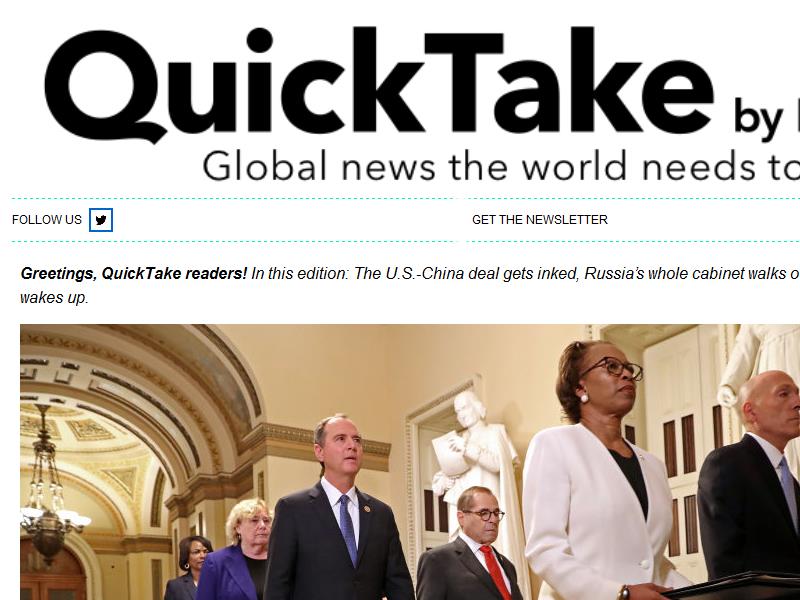 QuickTake by
Global news the world needs to
FOLLOW US
GET THE NEWSLETTER
Greetings, QuickTake readers! In this edition: The U.S.-China deal gets inked, Russia's whole cabinet walks
wakes up.